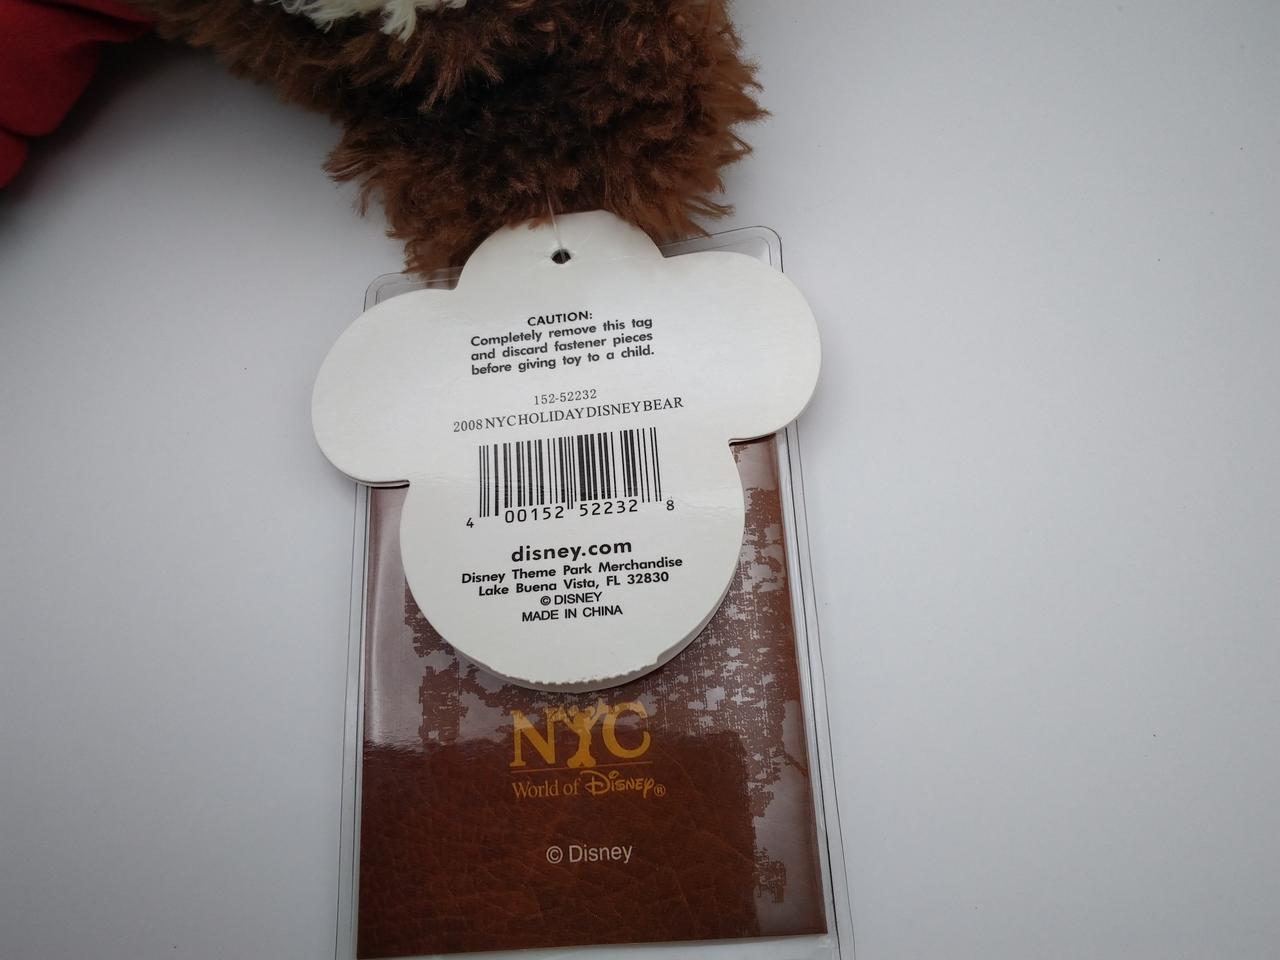 CAUTION:
Completely remove this tag
and discard fastener pieces
before giving toy to a child.
152-52232
2008 NYC HOLIDAY DISNEY BEAR
4 00152 52232 8
disney.com
Disney Theme Park Merchandise
Lake Buena Vista, FL 32830
© DISNEY
MADE IN CHINA
NYC
World of Disney®
© Disney